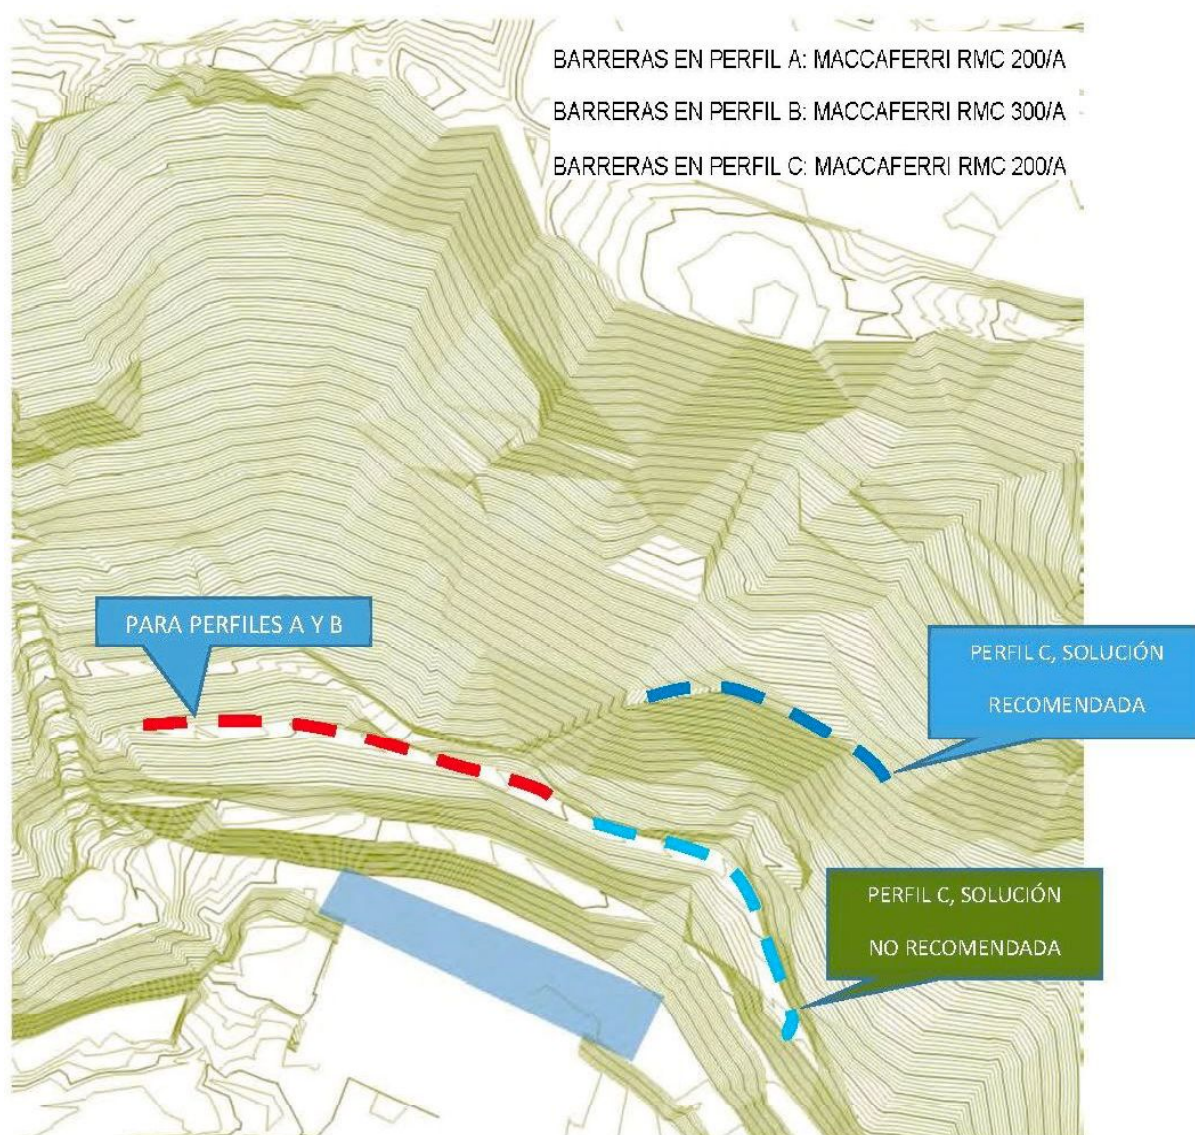 BARRERAS EN PERFIL A: MACCAFERRI RMC 200/A
BARRERAS EN PERFIL B: MACCAFERRI RMC 300/A
BARRERAS EN PERFIL C: MACCAFERRI RMC 200/A
PARA PERFILES A Y B
PERFIL C, SOLUCIÓN
RECOMENDADA
PERFIL C, SOLUCIÓN
NO RECOMENDADA